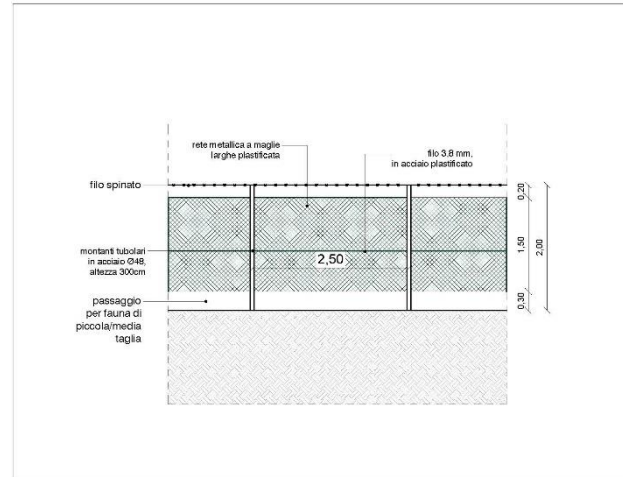 rete metallica a maglie
larghe plastificata
filo 3.8 mm,
in acciaio plastificato
filo spinato
0,20
montanti tubolari
in acciaio Ø48,
altezza 300cm
2,50
1,50
2,00
passaggio
per fauna di
piccola/media
taglia
0.30